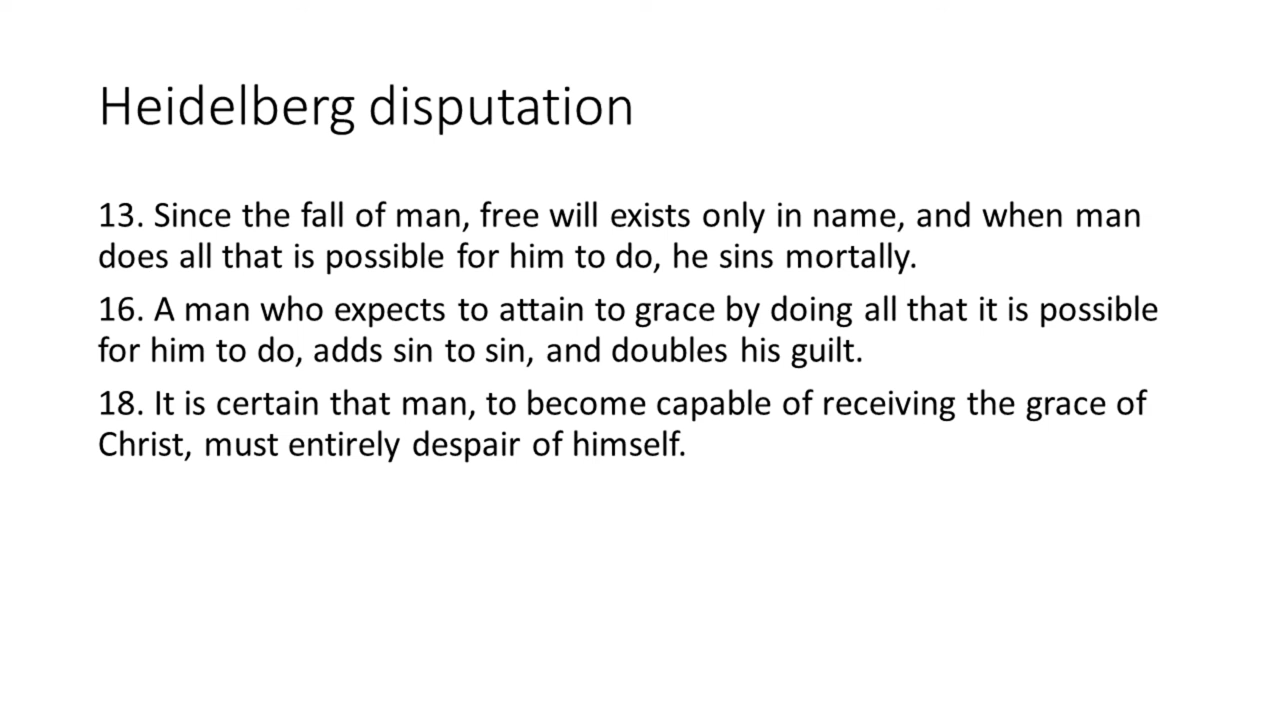 Heidelberg disputation
13. Since the fall of man, free will exists only in name, and when man
does all that is possible for him to do, he sins mortally.
16. A man who expects to attain to grace by doing all that it is possible
for him to do, adds sin to sin, and doubles his guilt.
18. It is certain that man, to become capable of receiving the grace of
Christ, must entirely despair of himself.